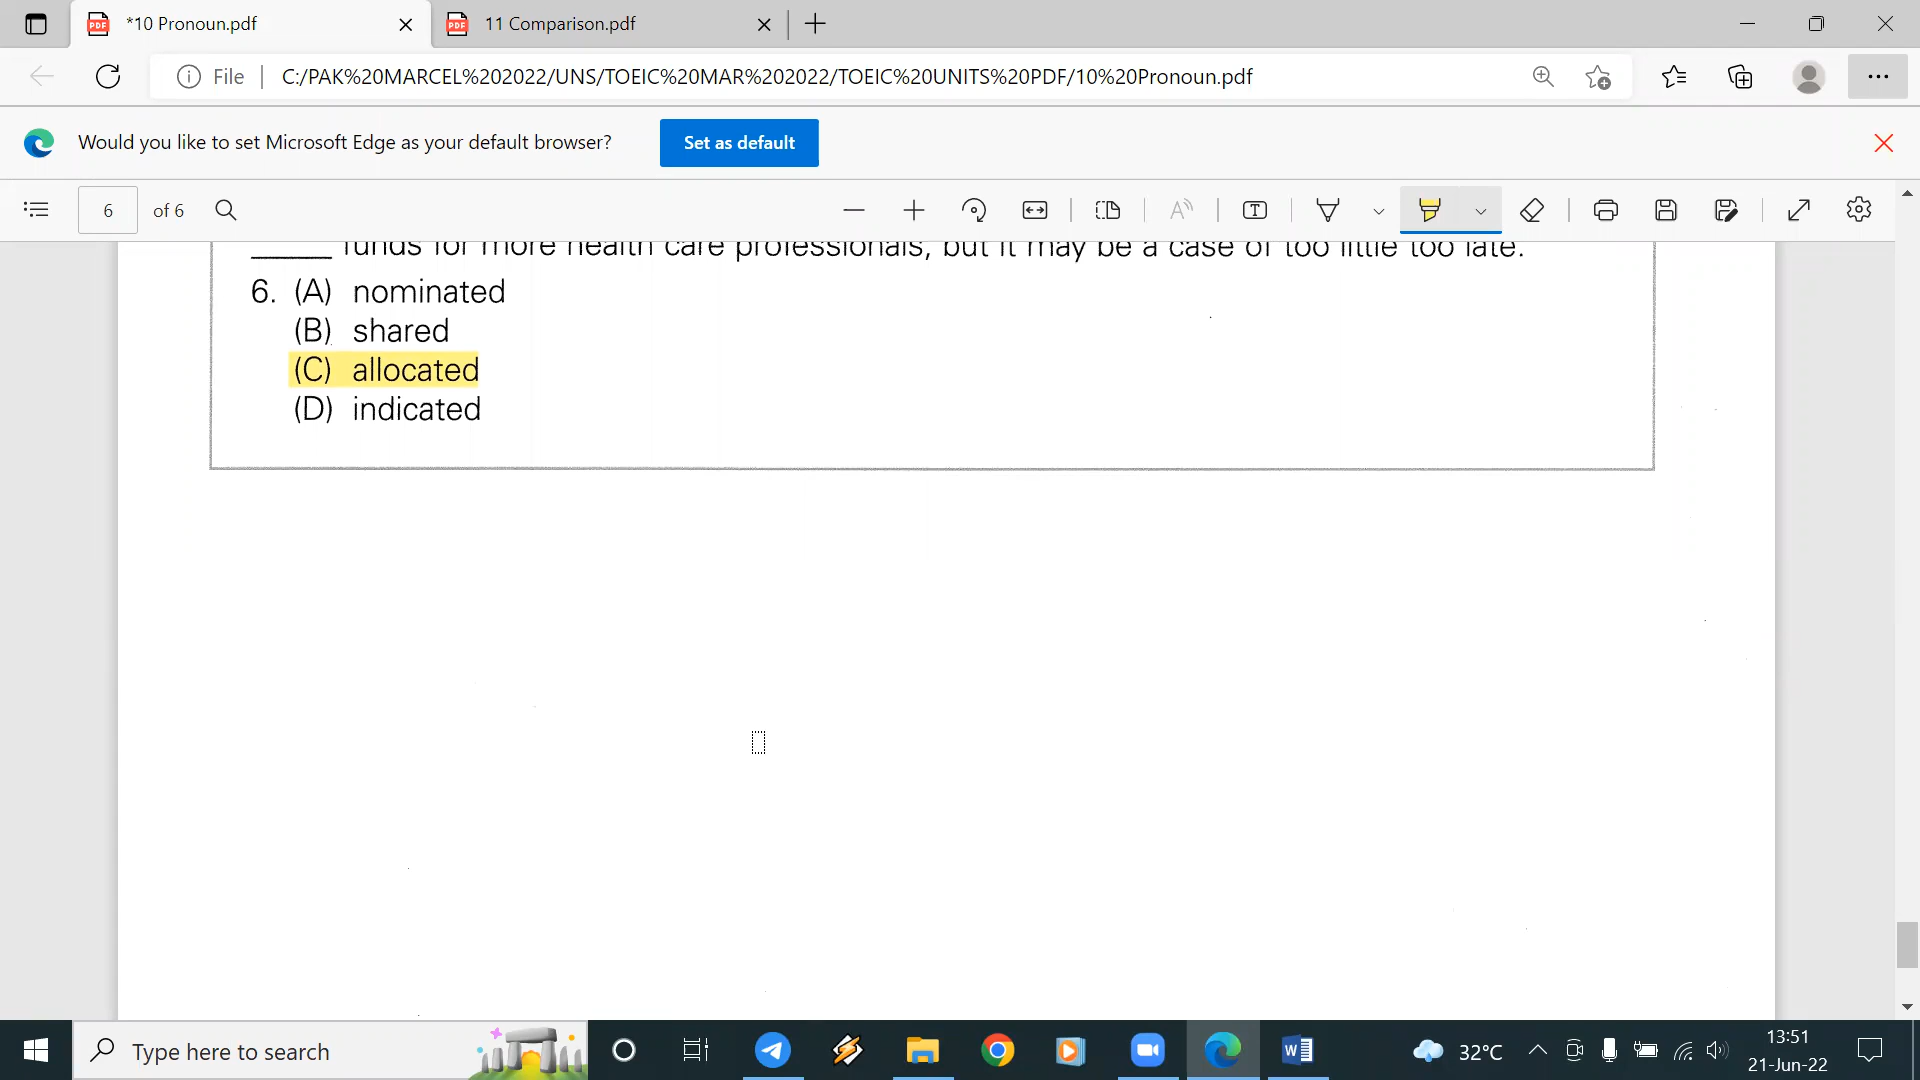 *10 Pronoun.pdf
11 Comparison.pdf
File
C:/PAK%20MARCEL%202022/UNS/TOEIC%20MAR%202022/TOEIC%20UNITS%20PDF/10%20Pronoun.pdf
Would you like to set Microsoft Edge as your default browser?
Set as default
6 of 6
_____ funds for more health care professionals, but it may be a case of too little too late.
6. (A) nominated
(B) shared
(C) allocated
(D) indicated
Type here to search
32°C
13:51
21-Jun-22